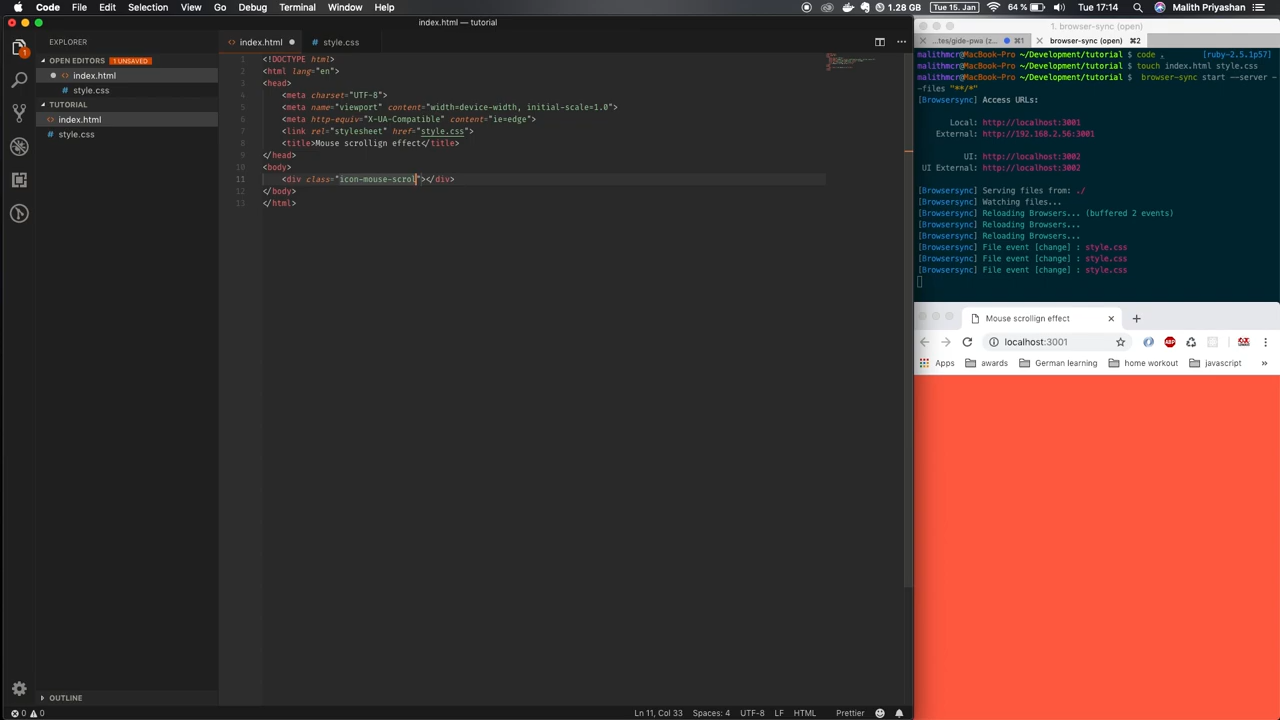 Code File Edit Selection View Go Debug Terminal Window Help
1.28 GB Tue 15. Jan 64 % Tue 17:14 Malith Priyashan
index.html — tutorial
EXPLORER
OPEN EDITORS 1 UNSAVED
index.html
style.css
TUTORIAL
index.html
style.css
OUTLINE
index.html
style.css
1 <!DOCTYPE html>
2 <html lang="en">
3 <head>
4 <meta charset="UTF-8">
5 <meta name="viewport" content="width=device-width, initial-scale=1.0">
6 <meta http-equiv="X-UA-Compatible" content="ie=edge">
7 <link rel="stylesheet" href="style.css">
8 <title>Mouse scrollign effect</title>
9 </head>
10 <body>
11 <div class="icon-mouse-scrol"></div>
12 </body>
13 </html>
0 0 Ln 11, Col 33 Spaces: 4 UTF-8 LF HTML Prettier
1. browser-sync (open)
...tes/gide-pwa (z... ⌘1 browser-sync (open) ⌘2
malithmcr@MacBook-Pro ~/Development/tutorial $ code . [ruby-2.5.1p57]
malithmcr@MacBook-Pro ~/Development/tutorial $ touch index.html style.css
malithmcr@MacBook-Pro ~/Development/tutorial $ browser-sync start --server -
-files "**/*"
[Browsersync] Access URLs:
Local: http://localhost:3001
External: http://192.168.2.56:3001
UI: http://localhost:3002
UI External: http://localhost:3002
[Browsersync] Serving files from: ./
[Browsersync] Watching files...
[Browsersync] Reloading Browsers... (buffered 2 events)
[Browsersync] Reloading Browsers...
[Browsersync] Reloading Browsers...
[Browsersync] File event [change] : style.css
[Browsersync] File event [change] : style.css
[Browsersync] File event [change] : style.css
Mouse scrollign effect
localhost:3001
ABP
Apps awards German learning home workout javascript »